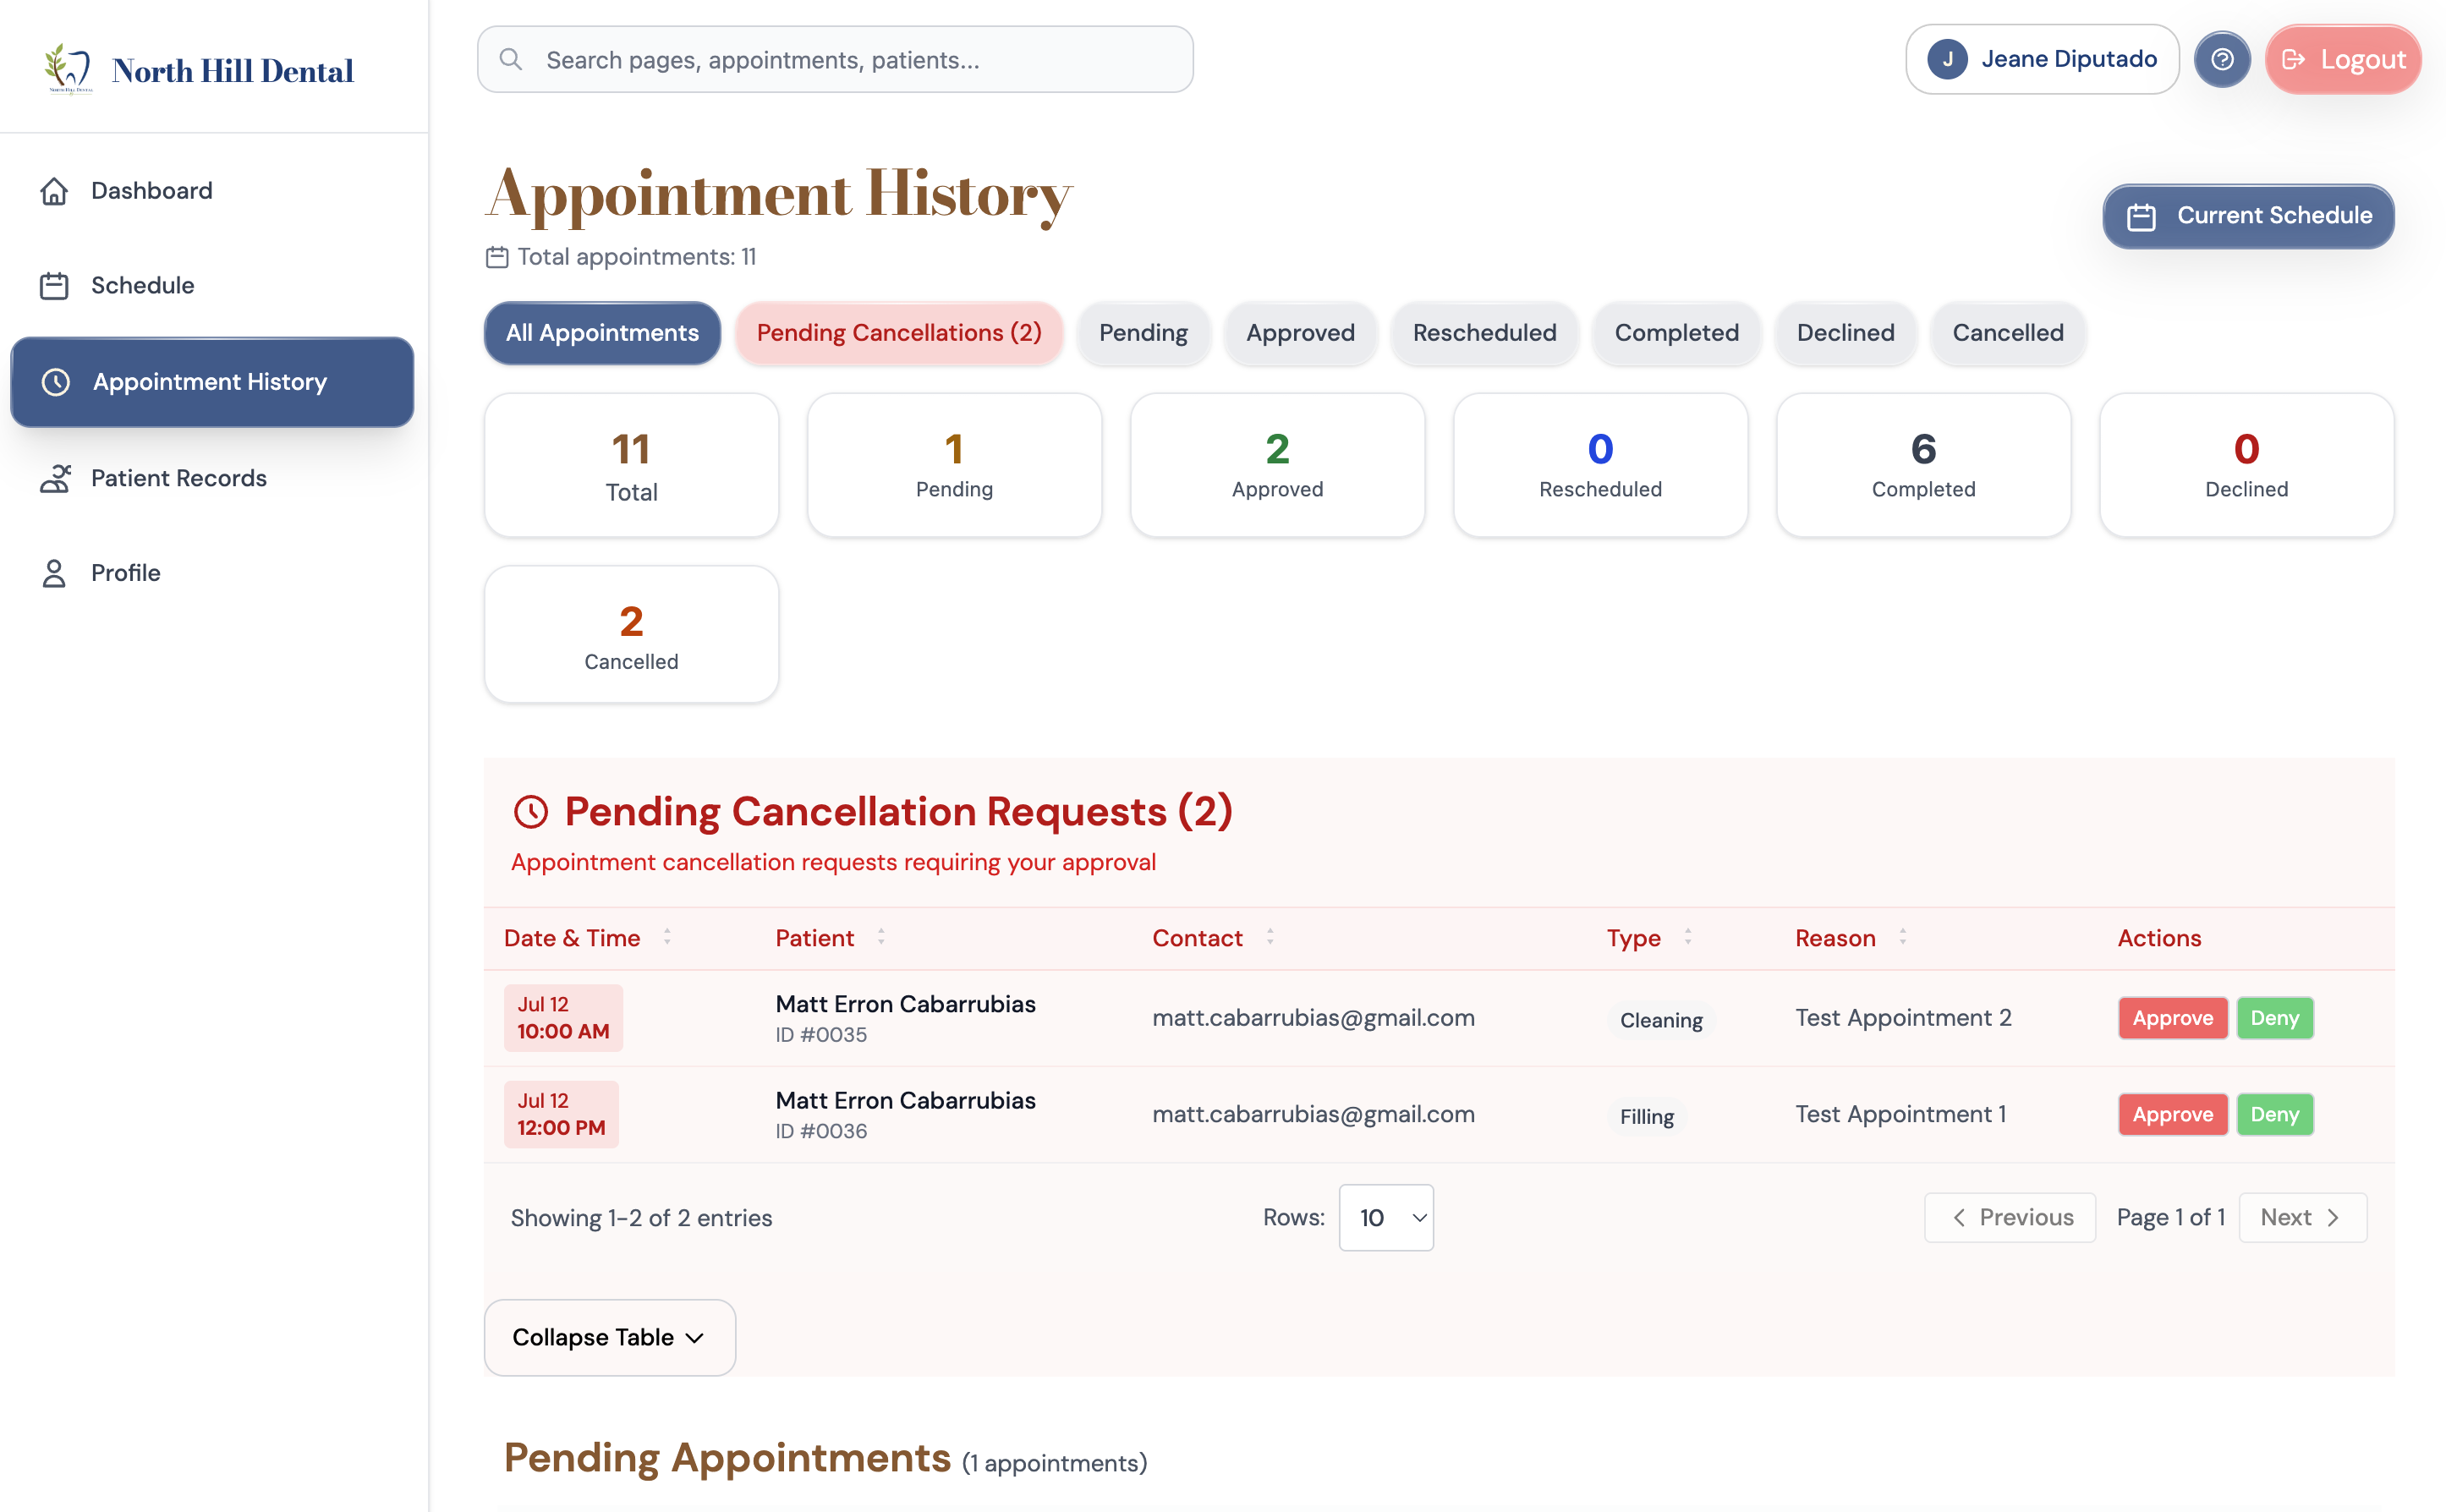 North Hill Dental
Search pages, appointments, patients...
J
Jeane Diputado
Logout
Dashboard
Schedule
Appointment History
Patient Records
Profile
Appointment History
Total appointments: 11
Current Schedule
All Appointments
Pending Cancellations (2)
Pending
Approved
Rescheduled
Completed
Declined
Cancelled
11
Total
1
Pending
2
Approved
0
Rescheduled
6
Completed
0
Declined
2
Cancelled
Pending Cancellation Requests (2)
Appointment cancellation requests requiring your approval
Date & Time Patient Contact Type Reason Actions
Jul 12
10:00 AM
Matt Erron Cabarrubias
ID #0035
matt.cabarrubias@gmail.com
Cleaning
Test Appointment 2
Approve
Deny
Jul 12
12:00 PM
Matt Erron Cabarrubias
ID #0036
matt.cabarrubias@gmail.com
Filling
Test Appointment 1
Approve
Deny
Showing 1-2 of 2 entries
Rows: 10
Previous
Page 1 of 1
Next
Collapse Table
Pending Appointments (1 appointments)